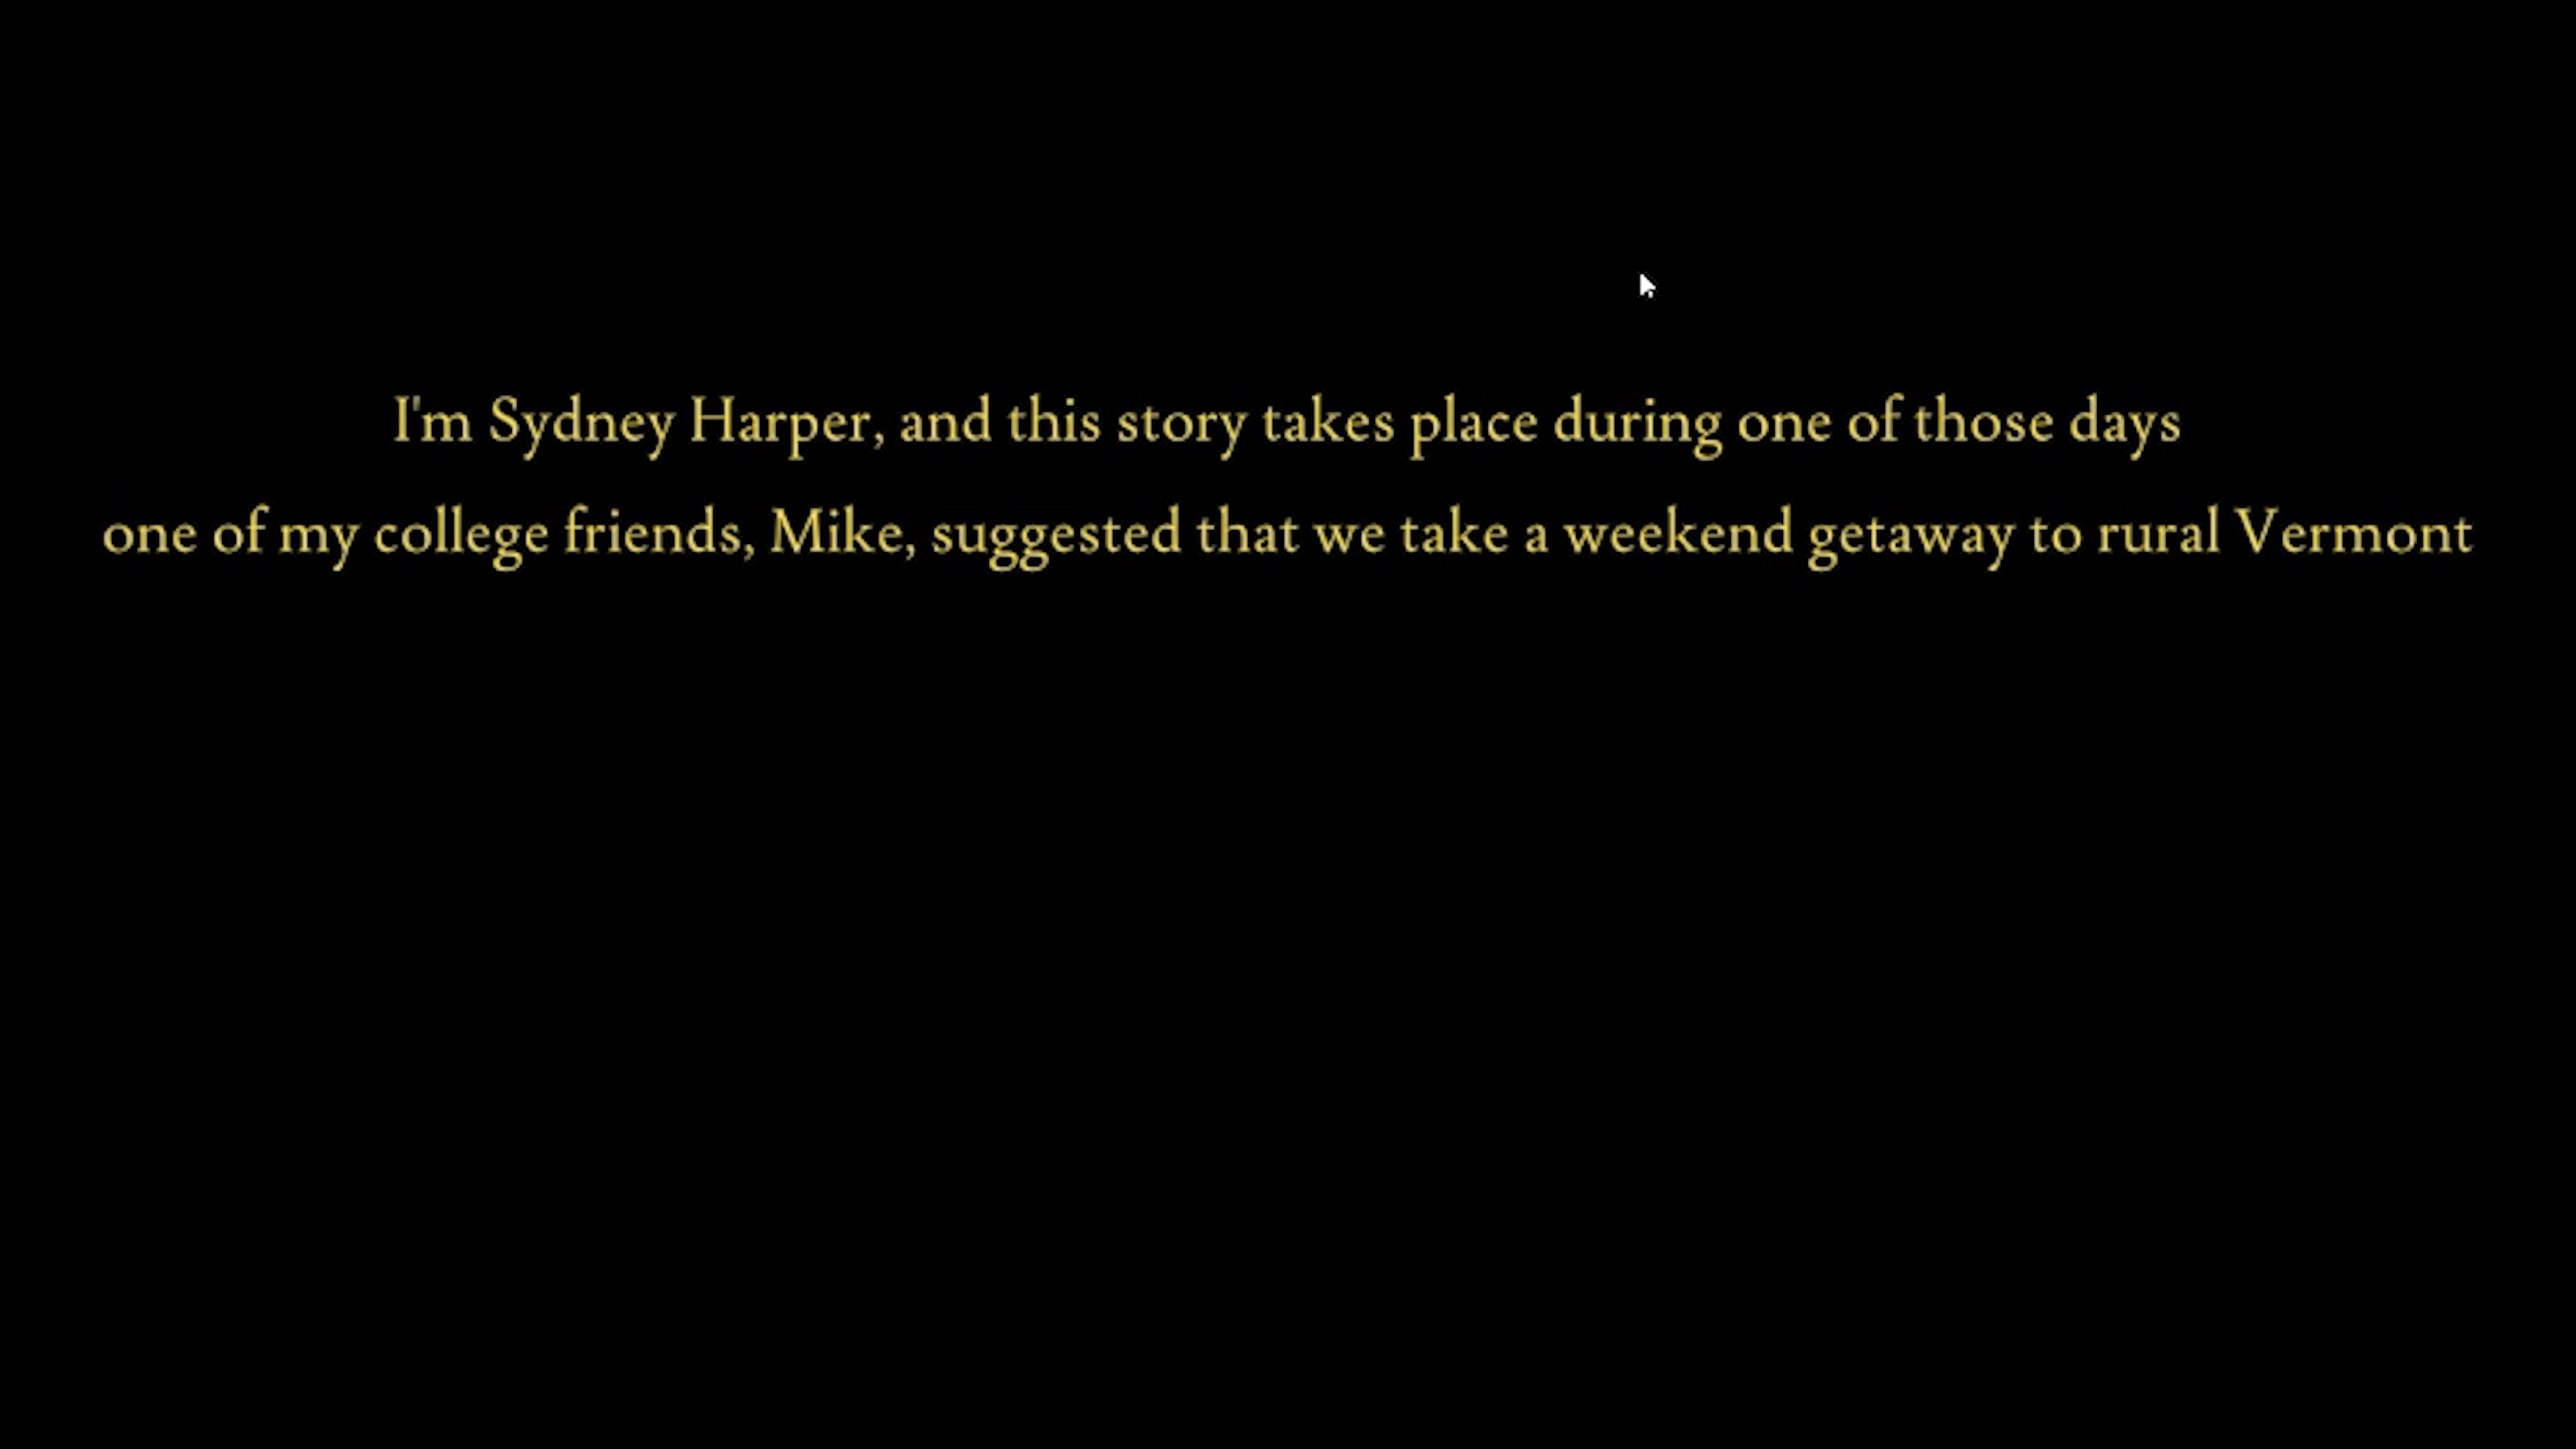 I'm Sydney Harper, and this story takes place during one of those days
one of my college friends, Mike, suggested that we take a weekend getaway to rural Vermont